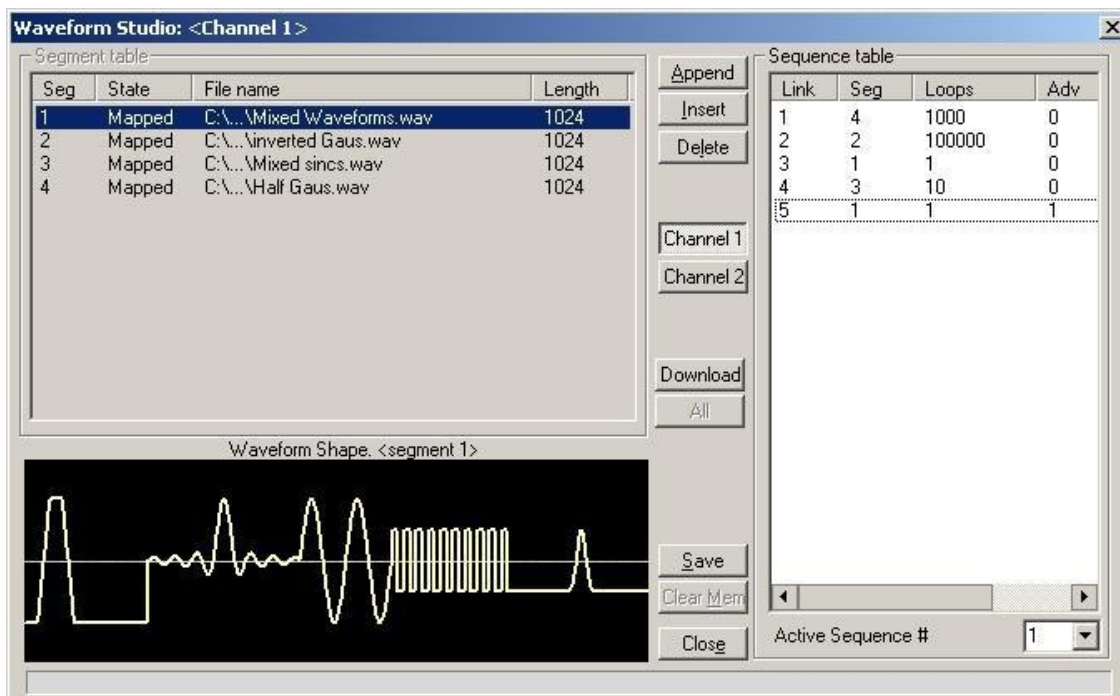 Waveform Studio: <Channel 1>
Segment table
Seg State File name Length
1 Mapped C:\...\Mixed Waveforms.wav 1024
2 Mapped C:\...\inverted Gaus.wav 1024
3 Mapped C:\...\Mixed sincs.wav 1024
4 Mapped C:\...\Half Gaus.wav 1024
Waveform Shape. <segment 1>
Append
Insert
Delete
Channel 1
Channel 2
Download
All
Save
Clear Mem
Close
Sequence table
Link Seg Loops Adv
1 4 1000 0
2 2 100000 0
3 1 1 0
4 3 10 0
5 1 1 1
Active Sequence # 1